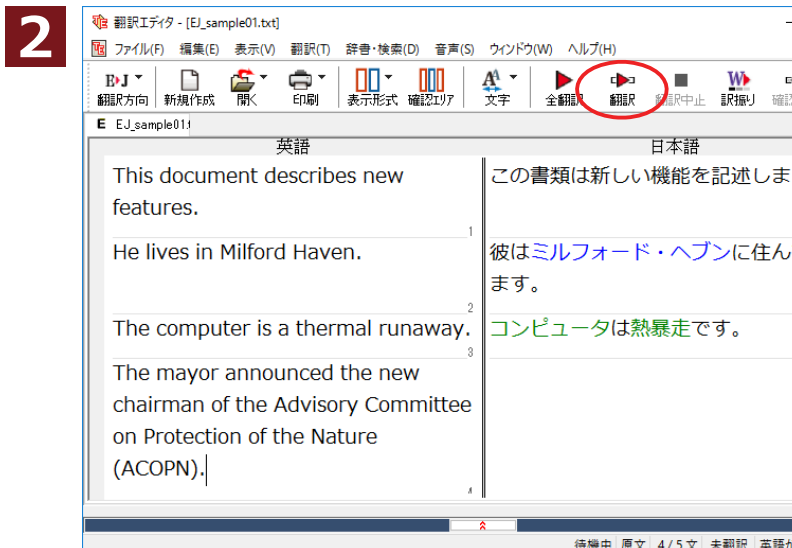 2
翻訳エディタ - [EJ_sample01.txt]
ファイル(F) 編集(E) 表示(V) 翻訳(T) 辞書・検索(D) 音声(S) ウィンドウ(W) ヘルプ(H)
翻訳方向 新規作成 開く 印刷 表示形式 確認エリア 文字 全翻訳 翻訳 翻訳中止 訳振り 確認
E EJ_sample01.t
英語 日本語
This document describes new
features.
1
この書類は新しい機能を記述しま
He lives in Milford Haven.
2
彼はミルフォード・ヘブンに住ん
ます。
The computer is a thermal runaway.
3
コンピュータは熱暴走です。
The mayor announced the new
chairman of the Advisory Committee
on Protection of the Nature
(ACOPN).
4
待機中 原文 4/5文 未翻訳